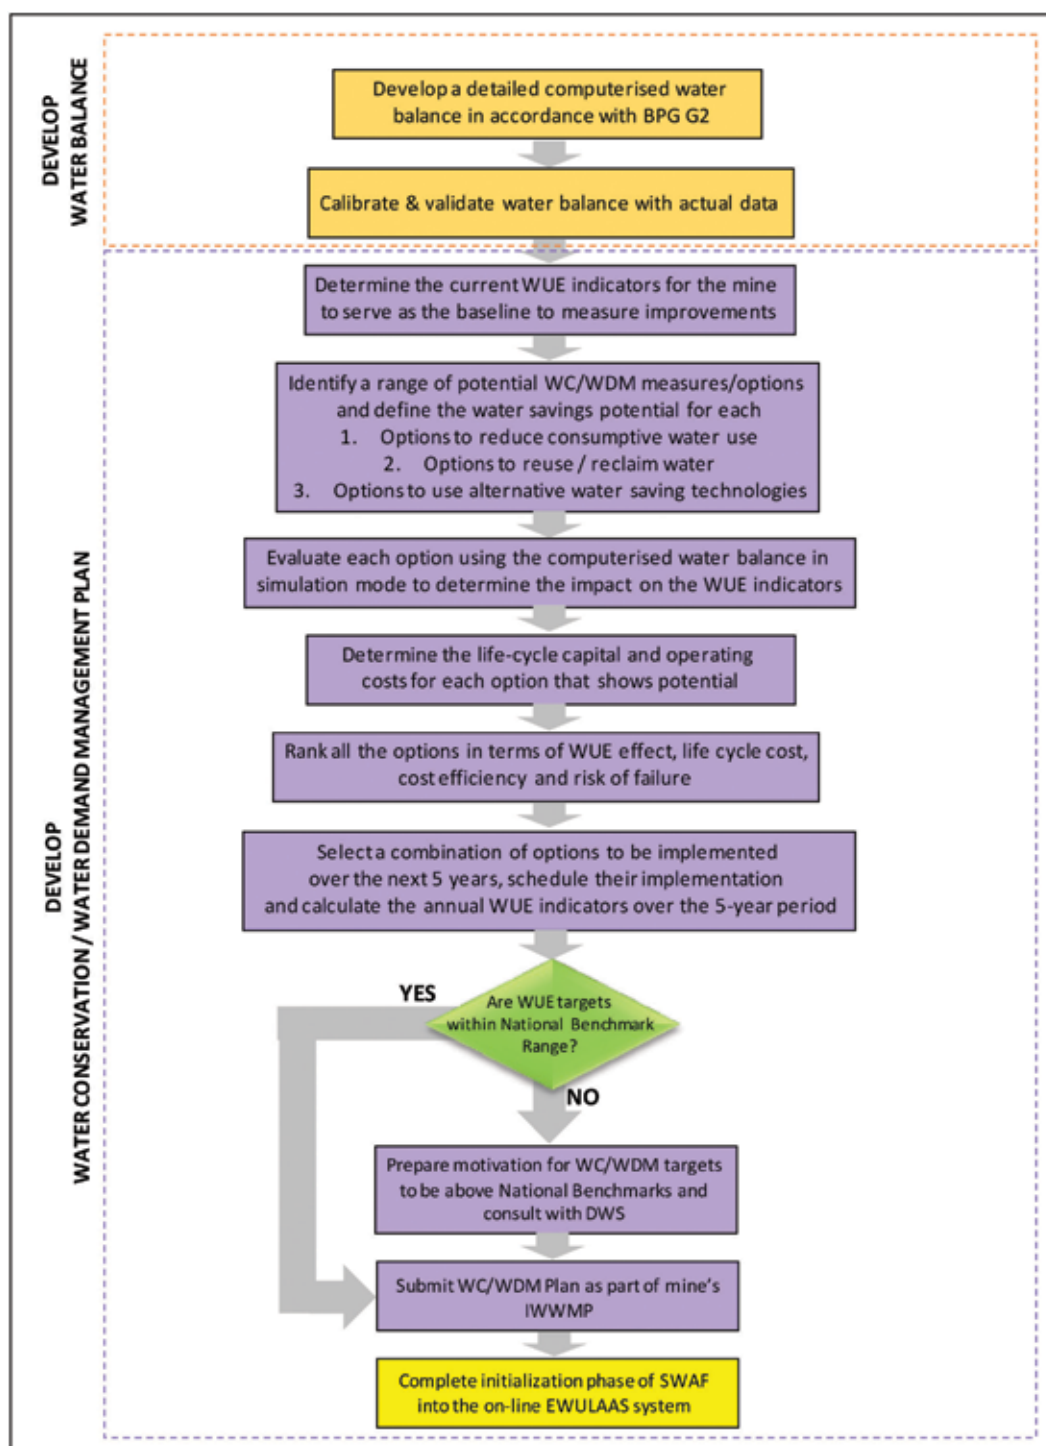 DEVELOP
WATER BALANCE
Develop a detailed computerised water
balance in accordance with BPG G2
Calibrate & validate water balance with actual data
DEVELOP
WATER CONSERVATION / WATER DEMAND MANAGEMENT PLAN
Determine the current WUE indicators for the mine
to serve as the baseline to measure improvements
Identify a range of potential WC/WDM measures/options
and define the water savings potential for each
1. Options to reduce consumptive water use
2. Options to reuse / reclaim water
3. Options to use alternative water saving technologies
Evaluate each option using the computerised water balance in
simulation mode to determine the impact on the WUE indicators
Determine the life-cycle capital and operating
costs for each option that shows potential
Rank all the options in terms of WUE effect, life cycle cost,
cost efficiency and risk of failure
Select a combination of options to be implemented
over the next 5 years, schedule their implementation
and calculate the annual WUE indicators over the 5-year period
YES
Are WUE targets
within National Benchmark
Range?
NO
Prepare motivation for WC/WDM targets
to be above National Benchmarks and
consult with DWS
Submit WC/WDM Plan as part of mine's
IWWMP
Complete initialization phase of SWAF
into the on-line EWULAAS system